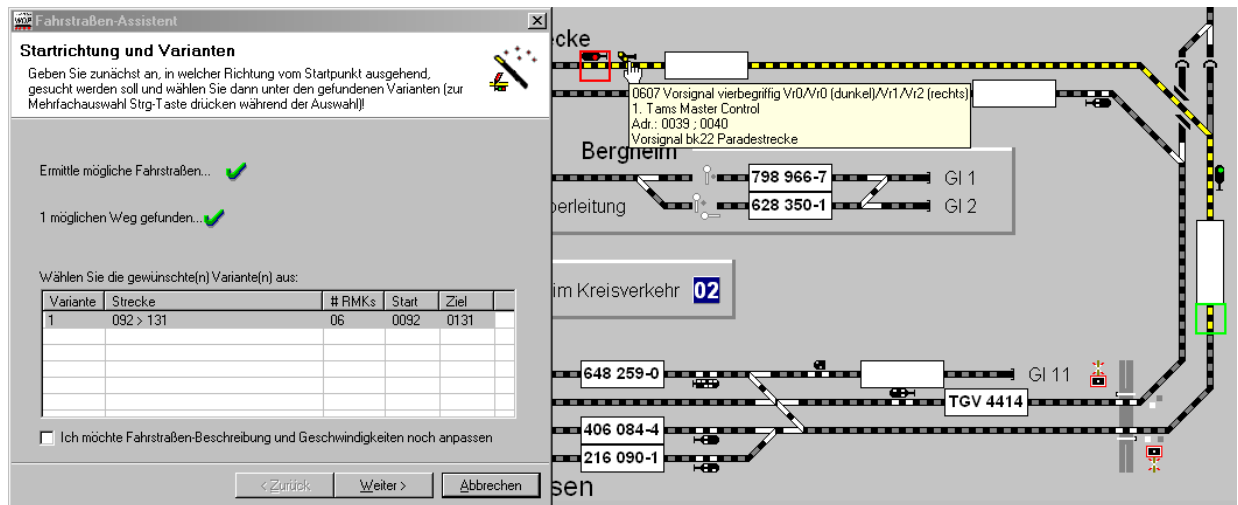 Fahrstraßen-Assistent
Startrichtung und Varianten
Geben Sie zunächst an, in welcher Richtung vom Startpunkt ausgehend,
gesucht werden soll und wählen Sie dann unter den gefundenen Varianten (zur
Mehrfachauswahl Strg-Taste drücken während der Auswahl)!
Ermittle mögliche Fahrstraßen...
1 möglichen Weg gefunden...
Wählen Sie die gewünschte(n) Variante(n) aus:
Variante Strecke # RMKs Start Ziel
1 092 > 131 06 0092 0131
Ich möchte Fahrstraßen-Beschreibung und Geschwindigkeiten noch anpassen
< Zurück Weiter > Abbrechen
cke
0607 Vorsignal vierbegriffig Vr0/Vr0 (dunkel)/Vr1/Vr2 (rechts)
1. Tams Master Control
Adr.: 0039 ; 0040
Vorsignal bk22 Paradestrecke
Bergheim
798 966-7 Gl 1
berleitung 628 350-1 Gl 2
im Kreisverkehr 02
648 259-0 Gl 11
TGV 4414
406 084-4
216 090-1
sen